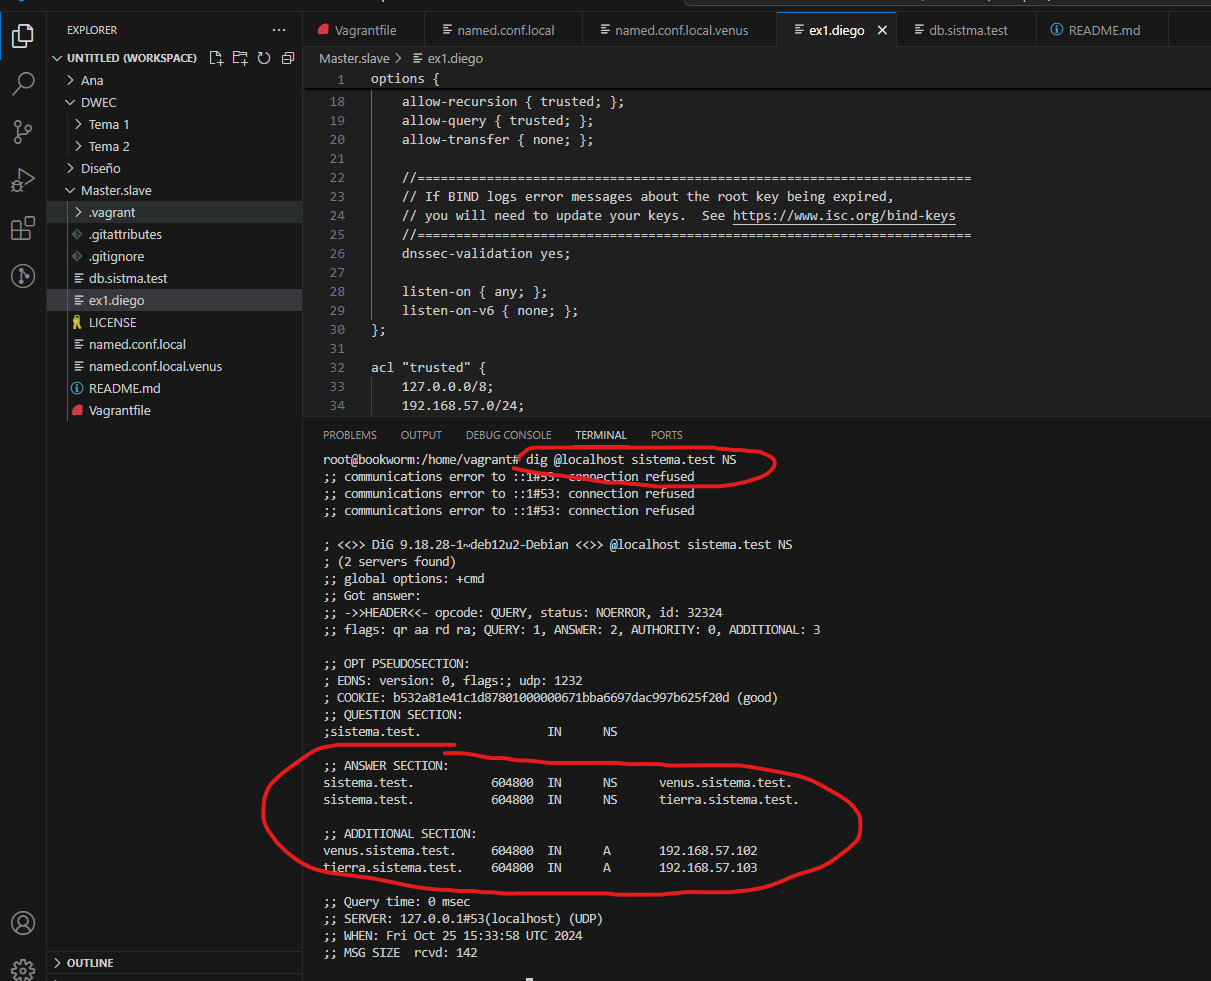 EXPLORER
UNTITLED (WORKSPACE)
Ana
DWEC
Tema 1
Tema 2
Diseño
Master.slave
.vagrant
.gitattributes
.gitignore
db.sistma.test
ex1.diego
LICENSE
named.conf.local
named.conf.local.venus
README.md
Vagrantfile
OUTLINE
Vagrantfile
named.conf.local
named.conf.local.venus
ex1.diego
db.sistma.test
README.md
Master.slave > ex1.diego
1 options {
18 allow-recursion { trusted; };
19 allow-query { trusted; };
20 allow-transfer { none; };
21
22 //========================================================================
23 // If BIND logs error messages about the root key being expired,
24 // you will need to update your keys.  See https://www.isc.org/bind-keys
25 //========================================================================
26 dnssec-validation yes;
27
28 listen-on { any; };
29 listen-on-v6 { none; };
30 };
31
32 acl "trusted" {
33 127.0.0.0/8;
34 192.168.57.0/24;
PROBLEMS OUTPUT DEBUG CONSOLE TERMINAL PORTS
root@bookworm:/home/vagrant# dig @localhost sistema.test NS
;; communications error to ::1#53: connection refused
;; communications error to ::1#53: connection refused
;; communications error to ::1#53: connection refused
; <<>> DiG 9.18.28-1~deb12u2-Debian <<>> @localhost sistema.test NS
; (2 servers found)
;; global options: +cmd
;; Got answer:
;; ->>HEADER<<- opcode: QUERY, status: NOERROR, id: 32324
;; flags: qr aa rd ra; QUERY: 1, ANSWER: 2, AUTHORITY: 0, ADDITIONAL: 3
;; OPT PSEUDOSECTION:
; EDNS: version: 0, flags:; udp: 1232
; COOKIE: b532a81e41c1d87801000000671bba6697dac997b625f20d (good)
;; QUESTION SECTION:
;sistema.test. IN NS
;; ANSWER SECTION:
sistema.test. 604800 IN NS venus.sistema.test.
sistema.test. 604800 IN NS tierra.sistema.test.
;; ADDITIONAL SECTION:
venus.sistema.test. 604800 IN A 192.168.57.102
tierra.sistema.test. 604800 IN A 192.168.57.103
;; Query time: 0 msec
;; SERVER: 127.0.0.1#53(localhost) (UDP)
;; WHEN: Fri Oct 25 15:33:58 UTC 2024
;; MSG SIZE  rcvd: 142